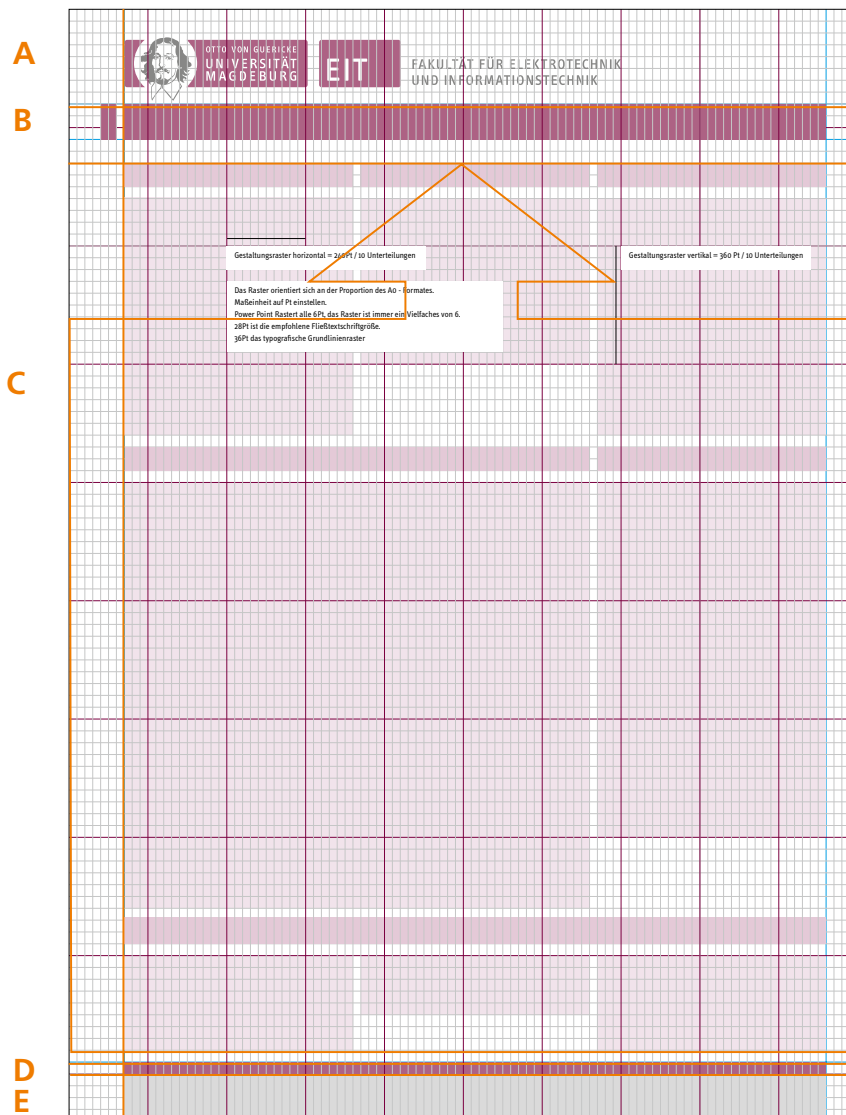 A
OTTO VON GUERICKE
UNIVERSITÄT
MAGDEBURG
EIT
FAKULTÄT FÜR ELEKTROTECHNIK
UND INFORMATIONSTECHNIK
B
Gestaltungsraster horizontal = 240Pt / 10 Unterteilungen
Gestaltungsraster vertikal = 360 Pt / 10 Unterteilungen
Das Raster orientiert sich an der Proportion des A0 - Formates.
Maßeinheit auf Pt einstellen.
Power Point Rastert alle 6Pt, das Raster ist immer ein Vielfaches von 6.
28Pt ist die empfohlene Fließtextschriftgröße.
36Pt das typografische Grundlinienraster
C
D
E